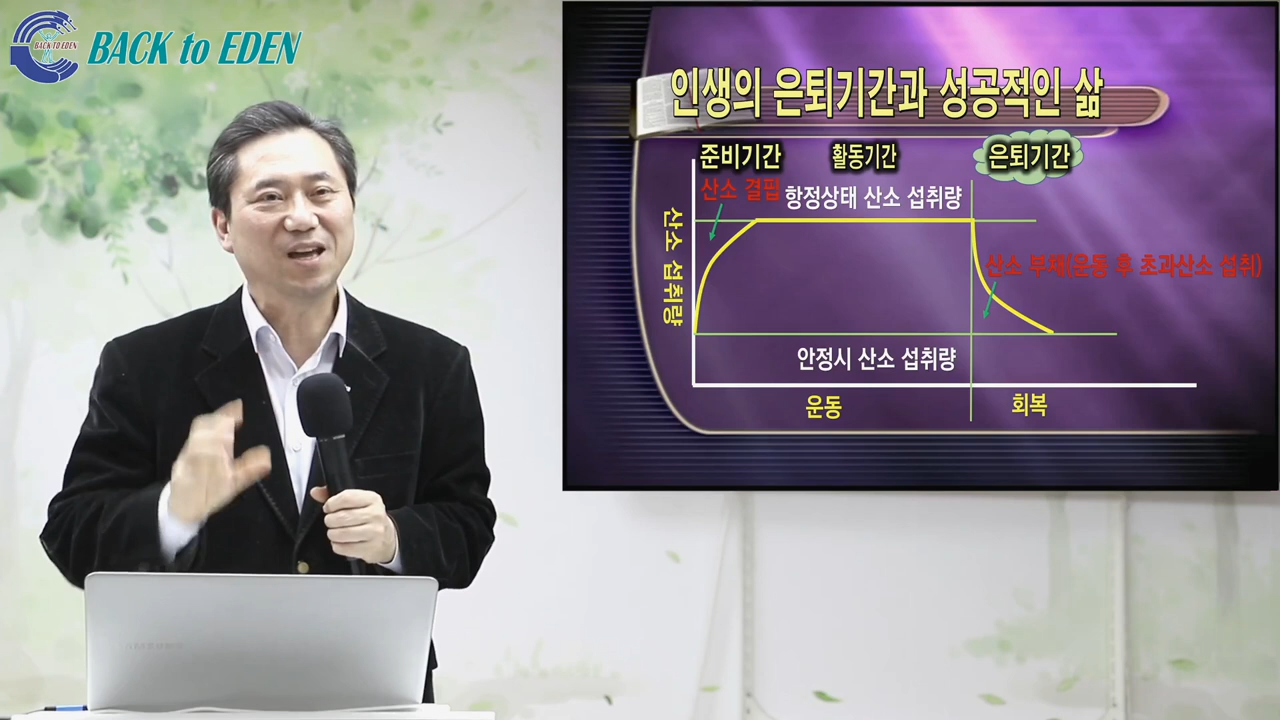 BACK TO EDEN
BACK to EDEN
인생의 은퇴기간과 성공적인 삶
준비기간 활동기간 은퇴기간
산소 결핍 항정상태 산소 섭취량
산소 섭취량
산소 부채(운동 후 초과산소 섭취)
안정시 산소 섭취량
운동 회복